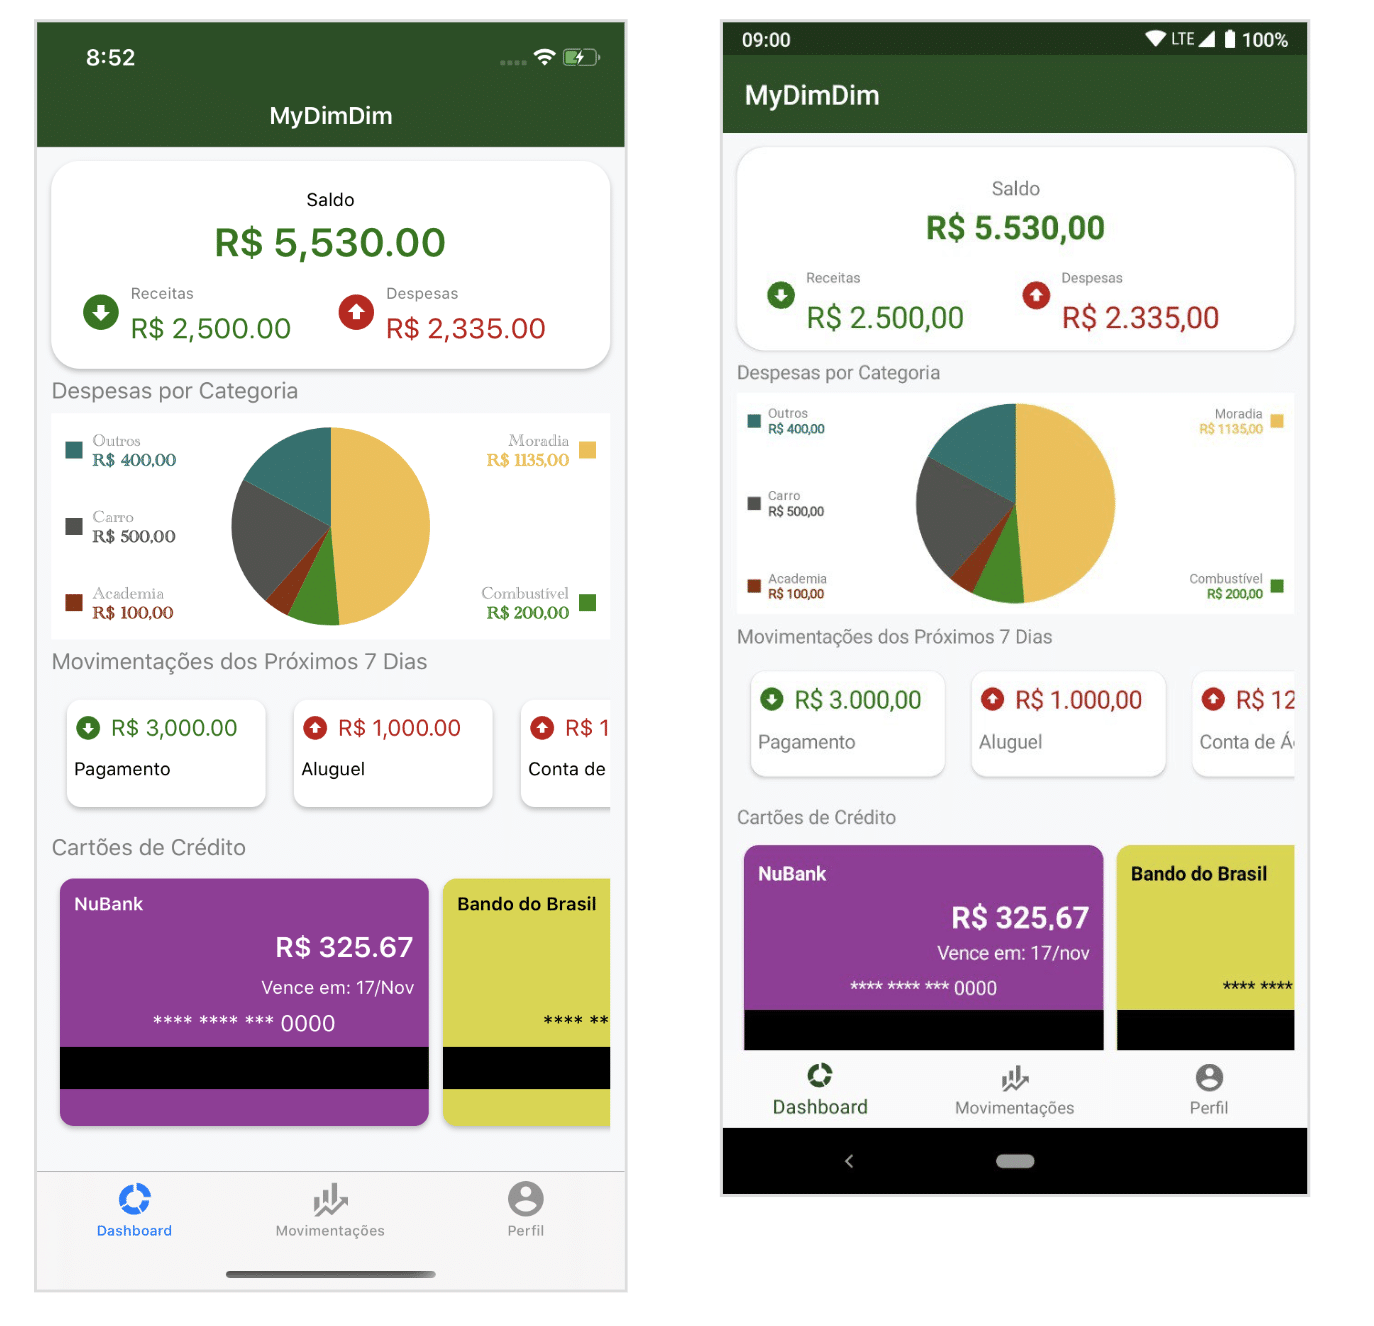 8:52
MyDimDim
Saldo
R$ 5,530.00
Receitas
R$ 2,500.00
Despesas
R$ 2,335.00
Despesas por Categoria
Outros
R$ 400,00
Moradia
R$ 1135,00
Carro
R$ 500,00
Academia
R$ 100,00
Combustível
R$ 200,00
Movimentações dos Próximos 7 Dias
R$ 3,000.00
Pagamento
R$ 1,000.00
Aluguel
R$ 1
Conta de
Cartões de Crédito
NuBank
R$ 325.67
Vence em: 17/Nov
**** **** *** 0000
Bando do Brasil
**** **
Dashboard
Movimentações
Perfil
09:00
LTE
100%
MyDimDim
Saldo
R$ 5.530,00
Receitas
R$ 2.500,00
Despesas
R$ 2.335,00
Despesas por Categoria
Outros
R$ 400,00
Moradia
R$ 1135,00
Carro
R$ 500,00
Academia
R$ 100,00
Combustível
R$ 200,00
Movimentações dos Próximos 7 Dias
R$ 3.000,00
Pagamento
R$ 1.000,00
Aluguel
R$ 12
Conta de Á
Cartões de Crédito
NuBank
R$ 325,67
Vence em: 17/nov
**** **** *** 0000
Bando do Brasil
**** ****
Dashboard
Movimentações
Perfil